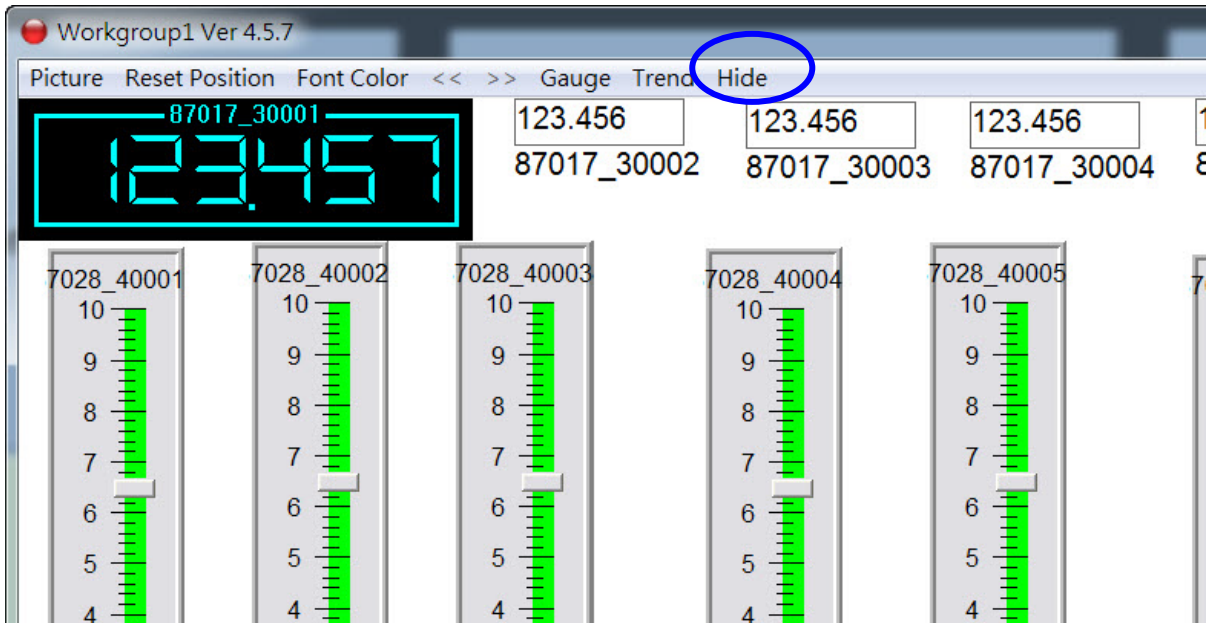 Workgroup1 Ver 4.5.7
Picture Reset Position Font Color << >> Gauge Trend Hide
87017_30001
123.457
123.456 123.456 123.456
87017_30002 87017_30003 87017_30004
7028_40001 7028_40002 7028_40003 7028_40004 7028_40005
10 10 10 10 10
9 9 9 9 9
8 8 8 8 8
7 7 7 7 7
6 6 6 6 6
5 5 5 5 5
4 4 4 4 4